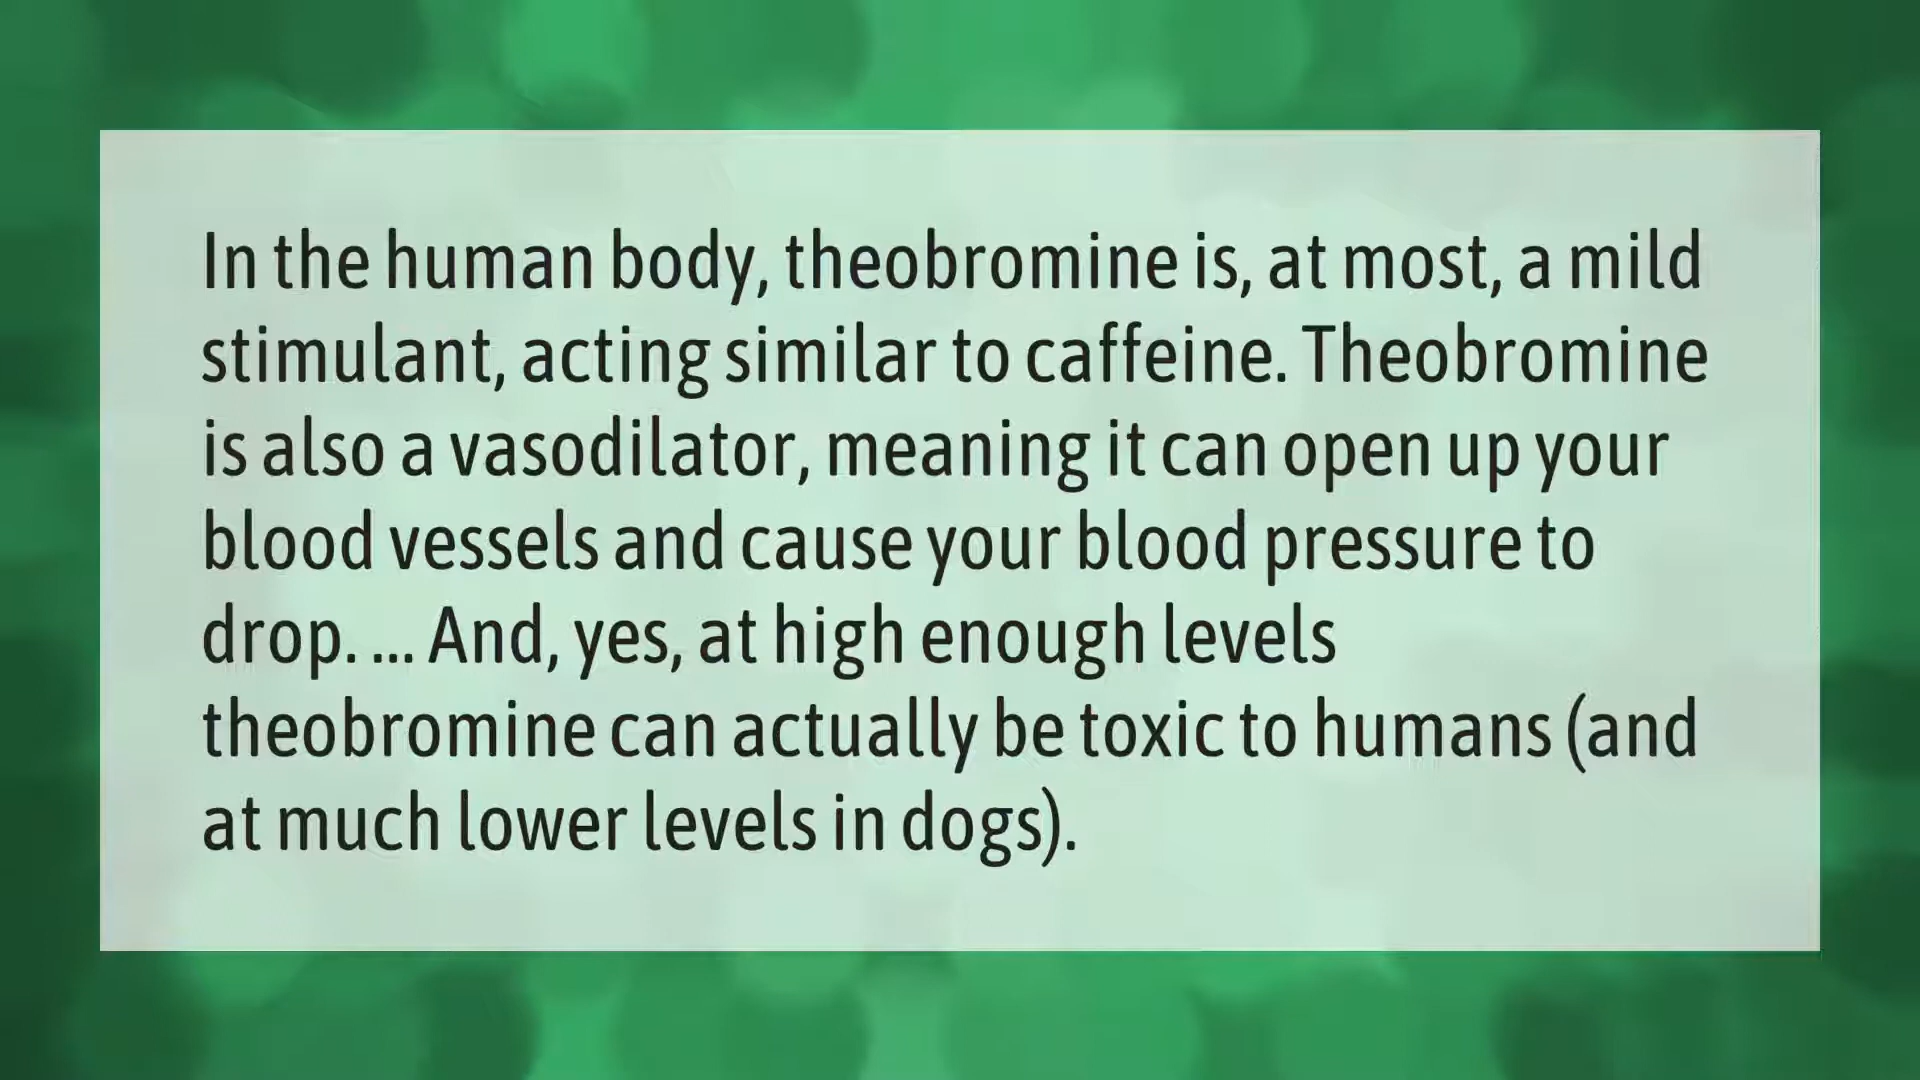 In the human body, theobromine is, at most, a mild
stimulant, acting similar to caffeine. Theobromine
is also a vasodilator, meaning it can open up your
blood vessels and cause your blood pressure to
drop. ... And, yes, at high enough levels
theobromine can actually be toxic to humans (and
at much lower levels in dogs).